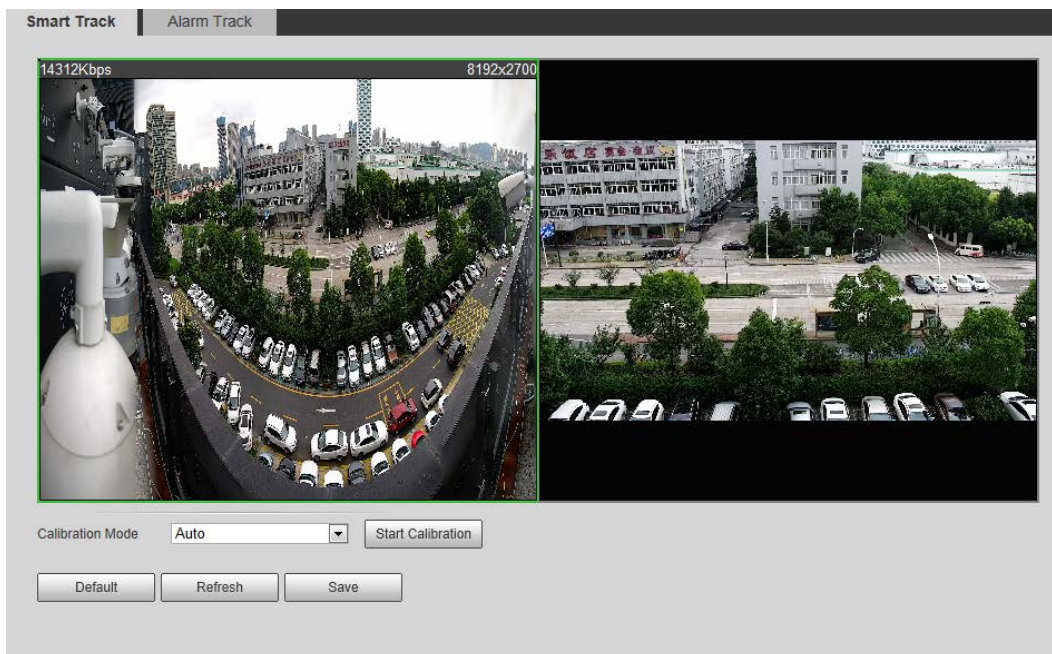 Smart Track Alarm Track
14312Kbps 8192x2700
Calibration Mode Auto Start Calibration
Default Refresh Save